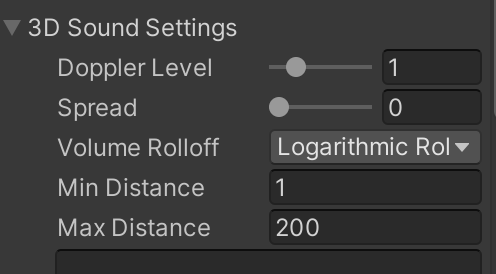 3D Sound Settings
Doppler Level 1
Spread 0
Volume Rolloff Logarithmic Rol
Min Distance 1
Max Distance 200